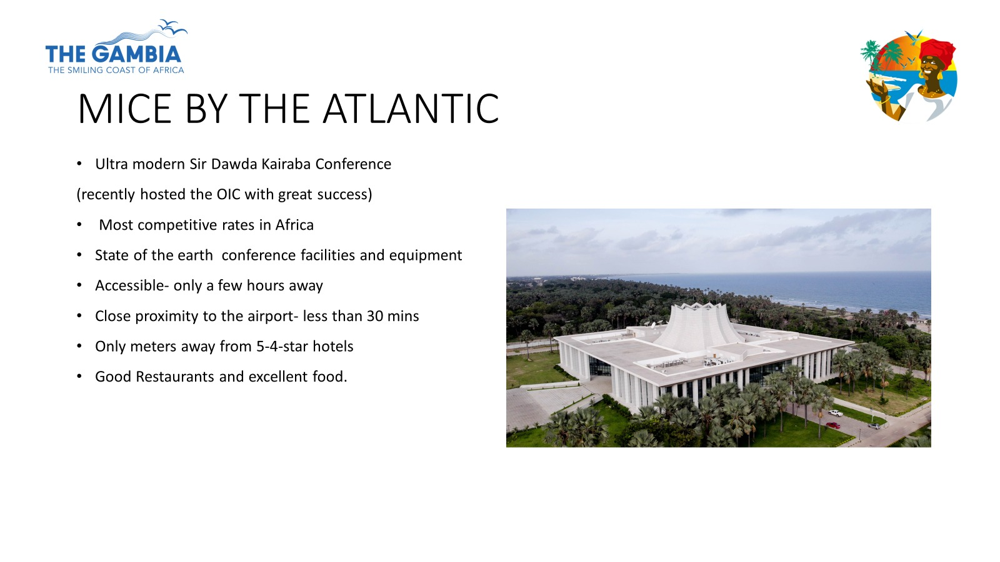 THE GAMBIA
THE SMILING COAST OF AFRICA
MICE BY THE ATLANTIC
• Ultra modern Sir Dawda Kairaba Conference
(recently hosted the OIC with great success)
• Most competitive rates in Africa
• State of the earth  conference facilities and equipment
• Accessible- only a few hours away
• Close proximity to the airport- less than 30 mins
• Only meters away from 5-4-star hotels
• Good Restaurants and excellent food.